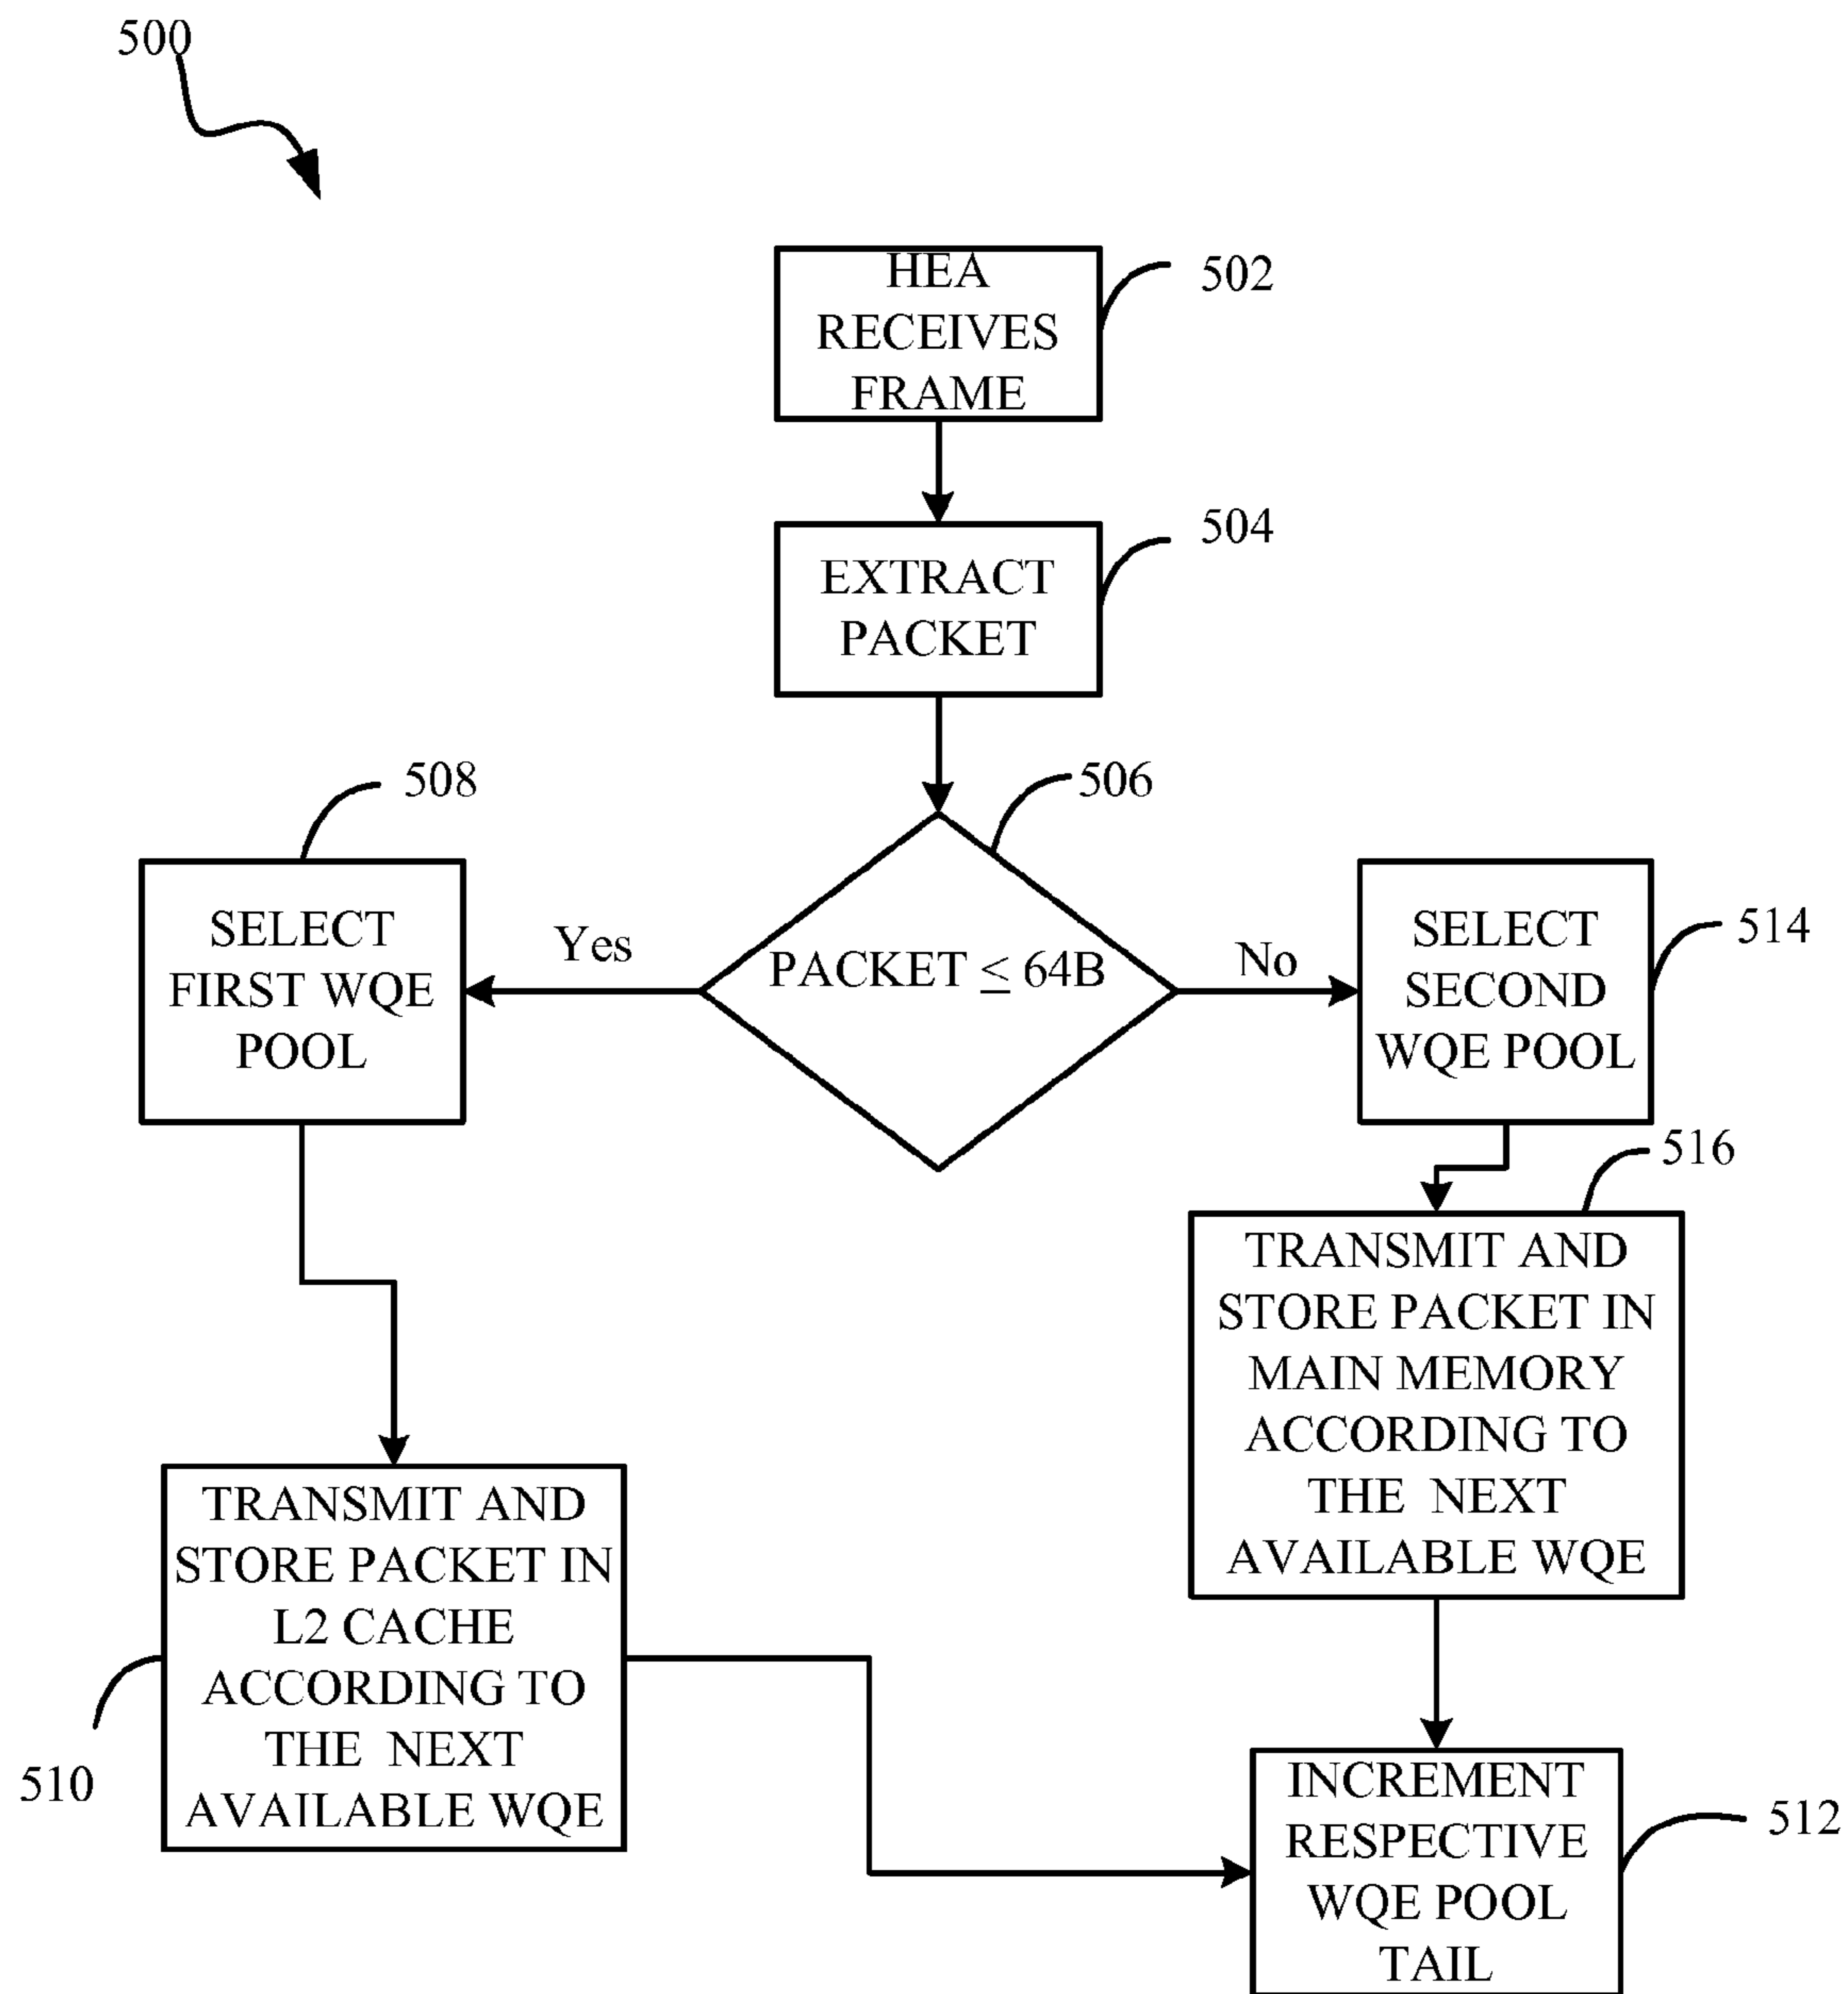 500
HEA
RECEIVES
FRAME
502
EXTRACT
PACKET
504
506
PACKET ≤ 64B
Yes
No
508
SELECT
FIRST WQE
POOL
SELECT
SECOND
WQE POOL
514
516
TRANSMIT AND
STORE PACKET IN
MAIN MEMORY
ACCORDING TO
THE NEXT
AVAILABLE WQE
TRANSMIT AND
STORE PACKET IN
L2 CACHE
ACCORDING TO
THE NEXT
AVAILABLE WQE
510
INCREMENT
RESPECTIVE
WQE POOL
TAIL
512